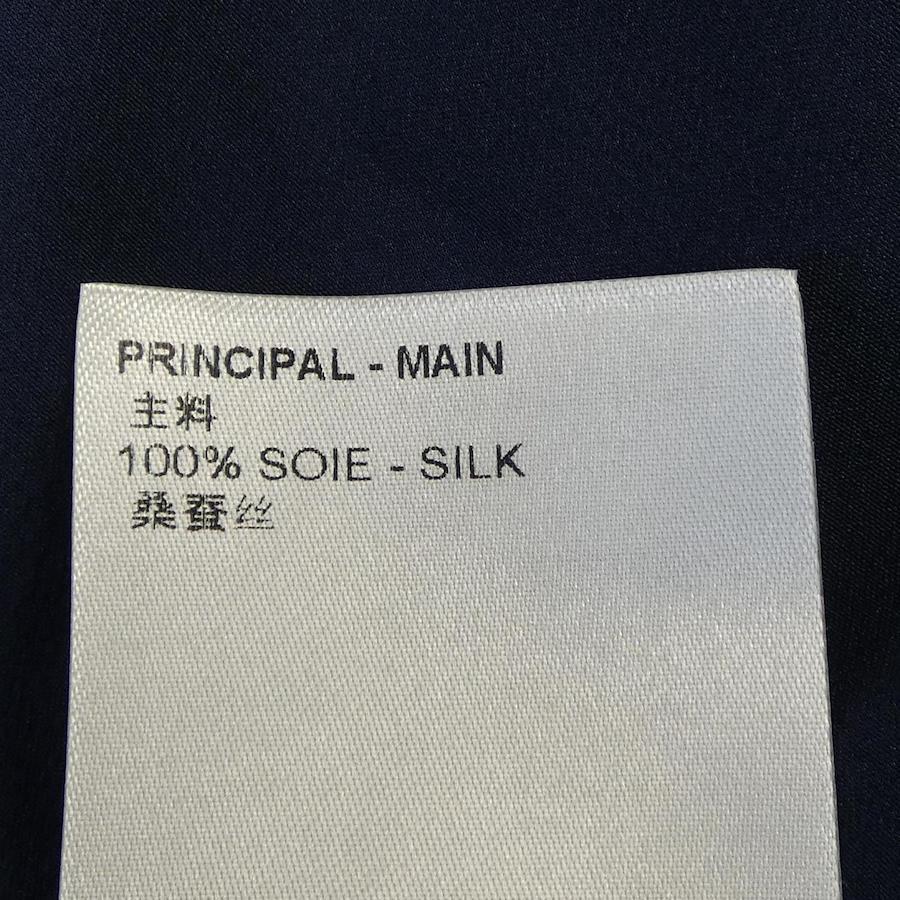 PRINCIPAL - MAIN
主料
100% SOIE - SILK
桑蚕丝